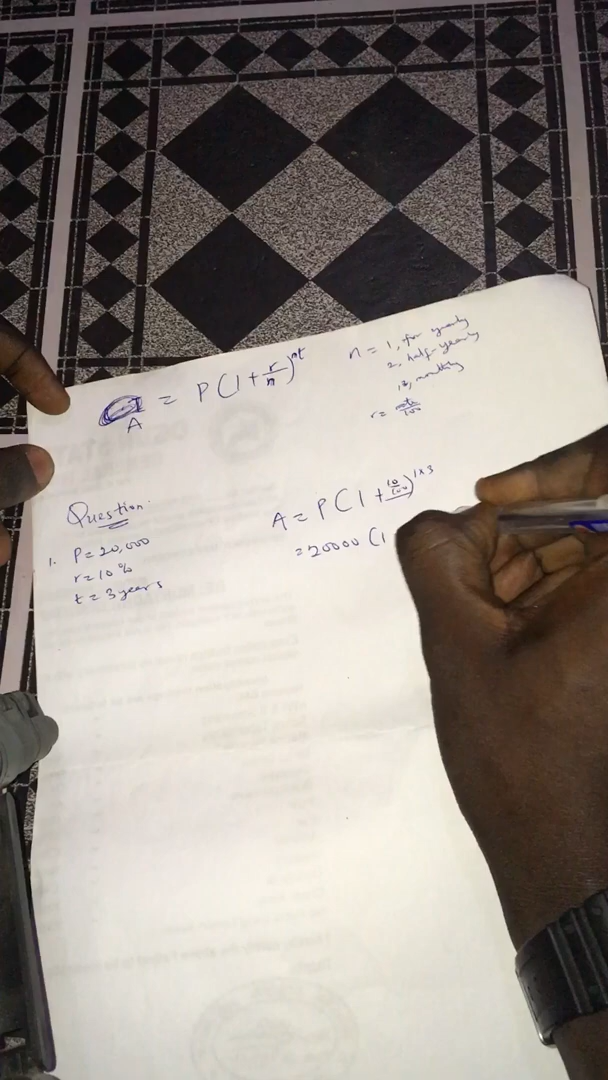 A = P(1 + r/n)^nt
n = 1, for yearly
2, half yearly
12, monthly
r = rate/100
Question:
1. P = 20,000
r = 10%
t = 3 years
A = P(1 + 10/100)^1×3
= 20000 (1